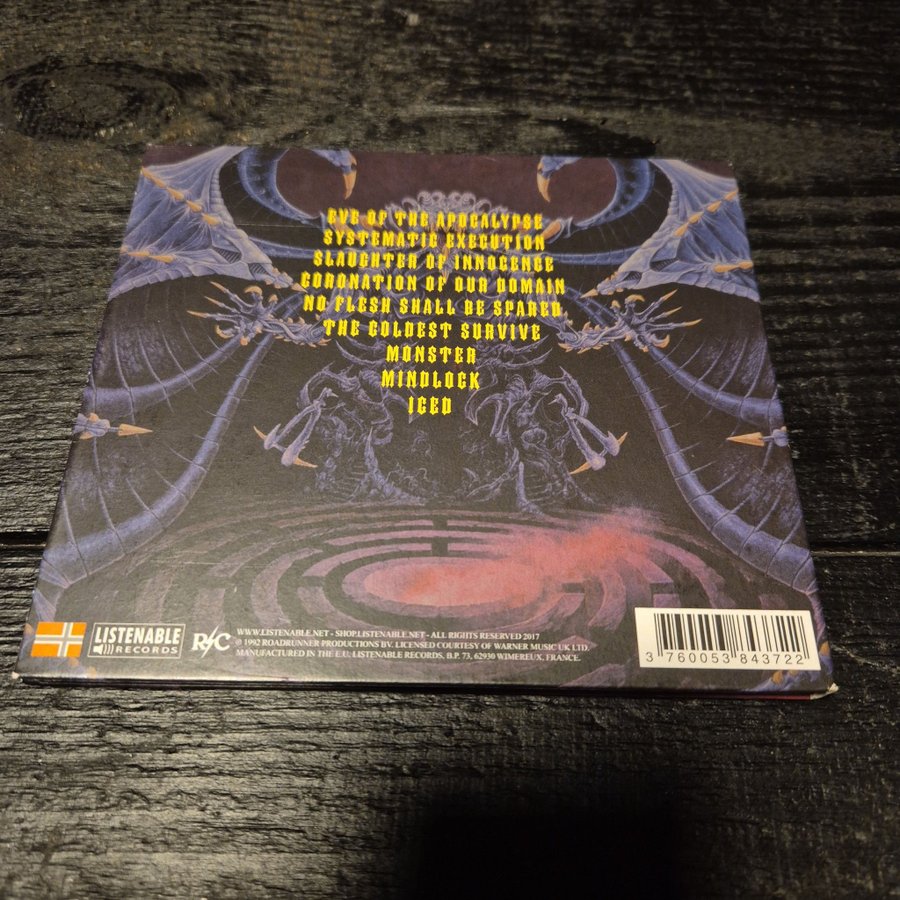 EVE OF THE APOCALYPSE
SYSTEMATIC EXECUTION
SLAUGHTER OF INNOCENCE
CORONATION OF OUR DOMAIN
NO FLESH SHALL BE SPARED
THE COLDEST SURVIVE
MONSTER
MINDLOCK
ICED
LISTENABLE
RECORDS
R/C
WWW.LISTENABLE.NET - SHOP.LISTENABLE.NET - ALL RIGHTS RESERVED 2017
℗ 1992 ROADRUNNER PRODUCTIONS BV. LICENSED COURTESY OF WARNER MUSIC UK LTD.
MANUFACTURED IN THE E.U. LISTENABLE RECORDS, B.P. 73, 62930 WIMEREUX, FRANCE.
3 760053 843722